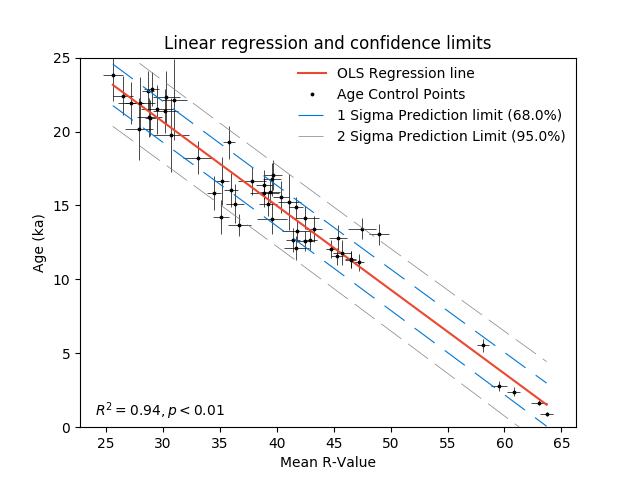 Linear regression and confidence limits
OLS Regression line
Age Control Points
1 Sigma Prediction limit (68.0%)
2 Sigma Prediction Limit (95.0%)
25
20
15
10
5
0
Age (ka)
R² = 0.94, p < 0.01
25 30 35 40 45 50 55 60 65
Mean R-Value